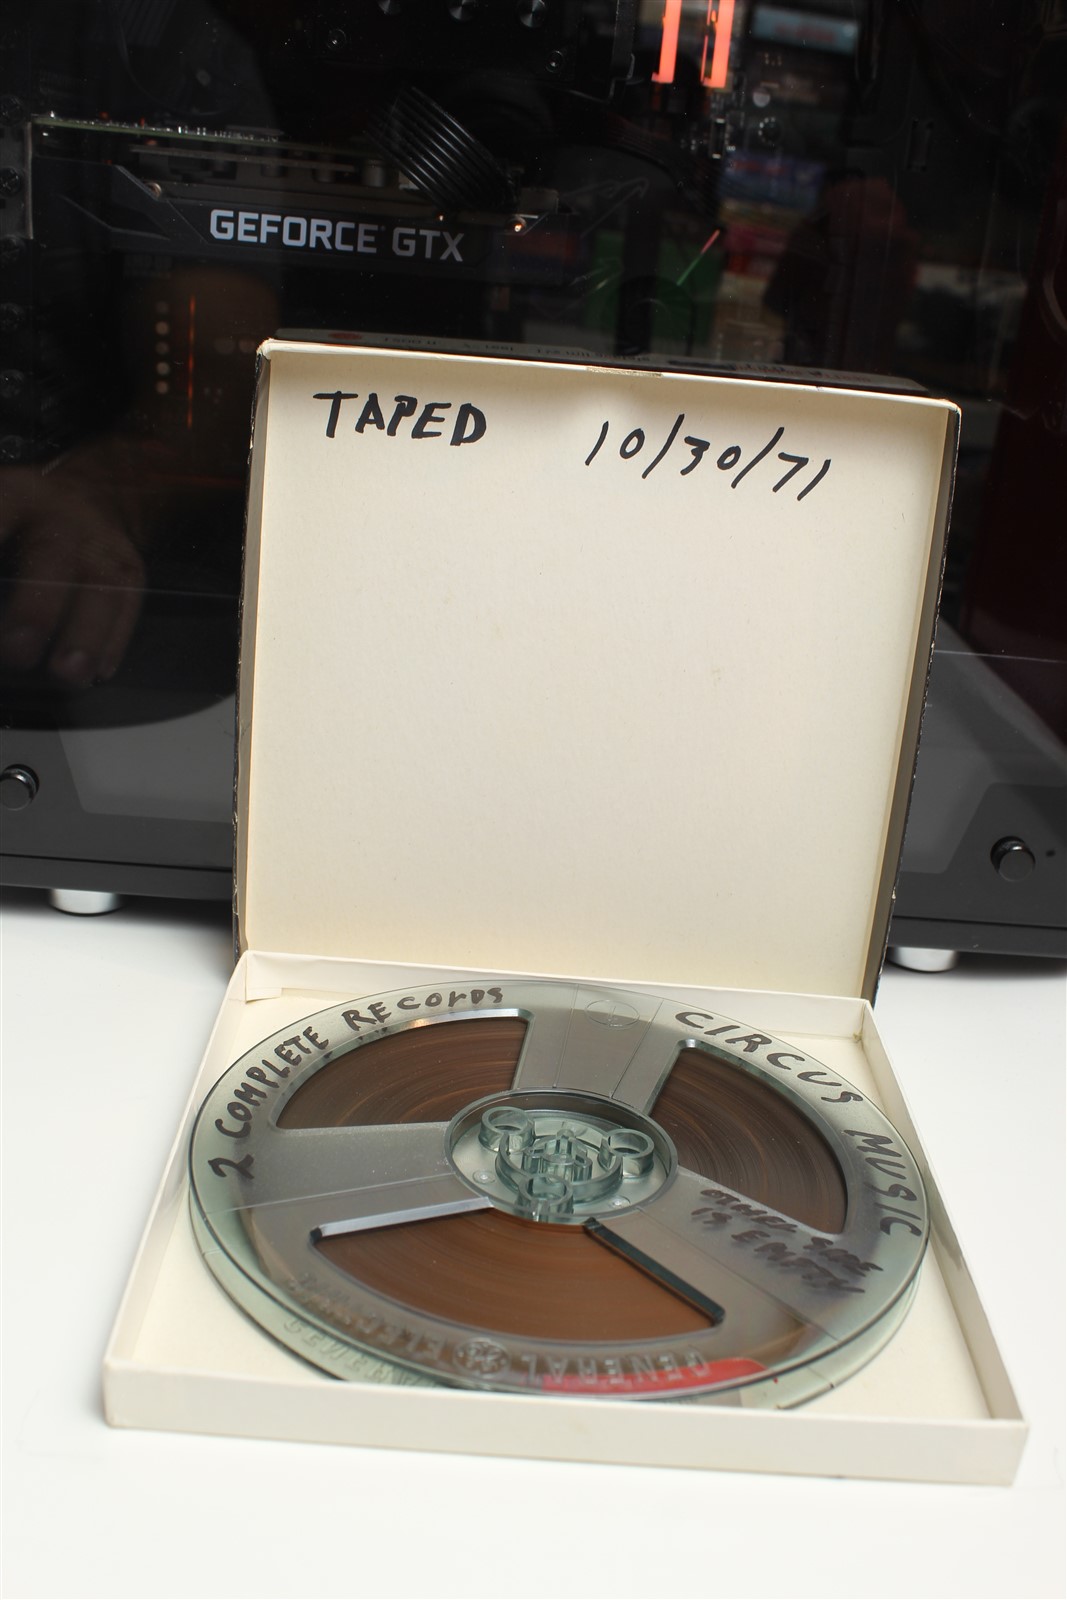 GEFORCE GTX
TAPED 10/30/71
2 COMPLETE RECORDS
CIRCUS MUSIC
OTHER SIDE
IS EMPTY
GENERAL ELECTRIC